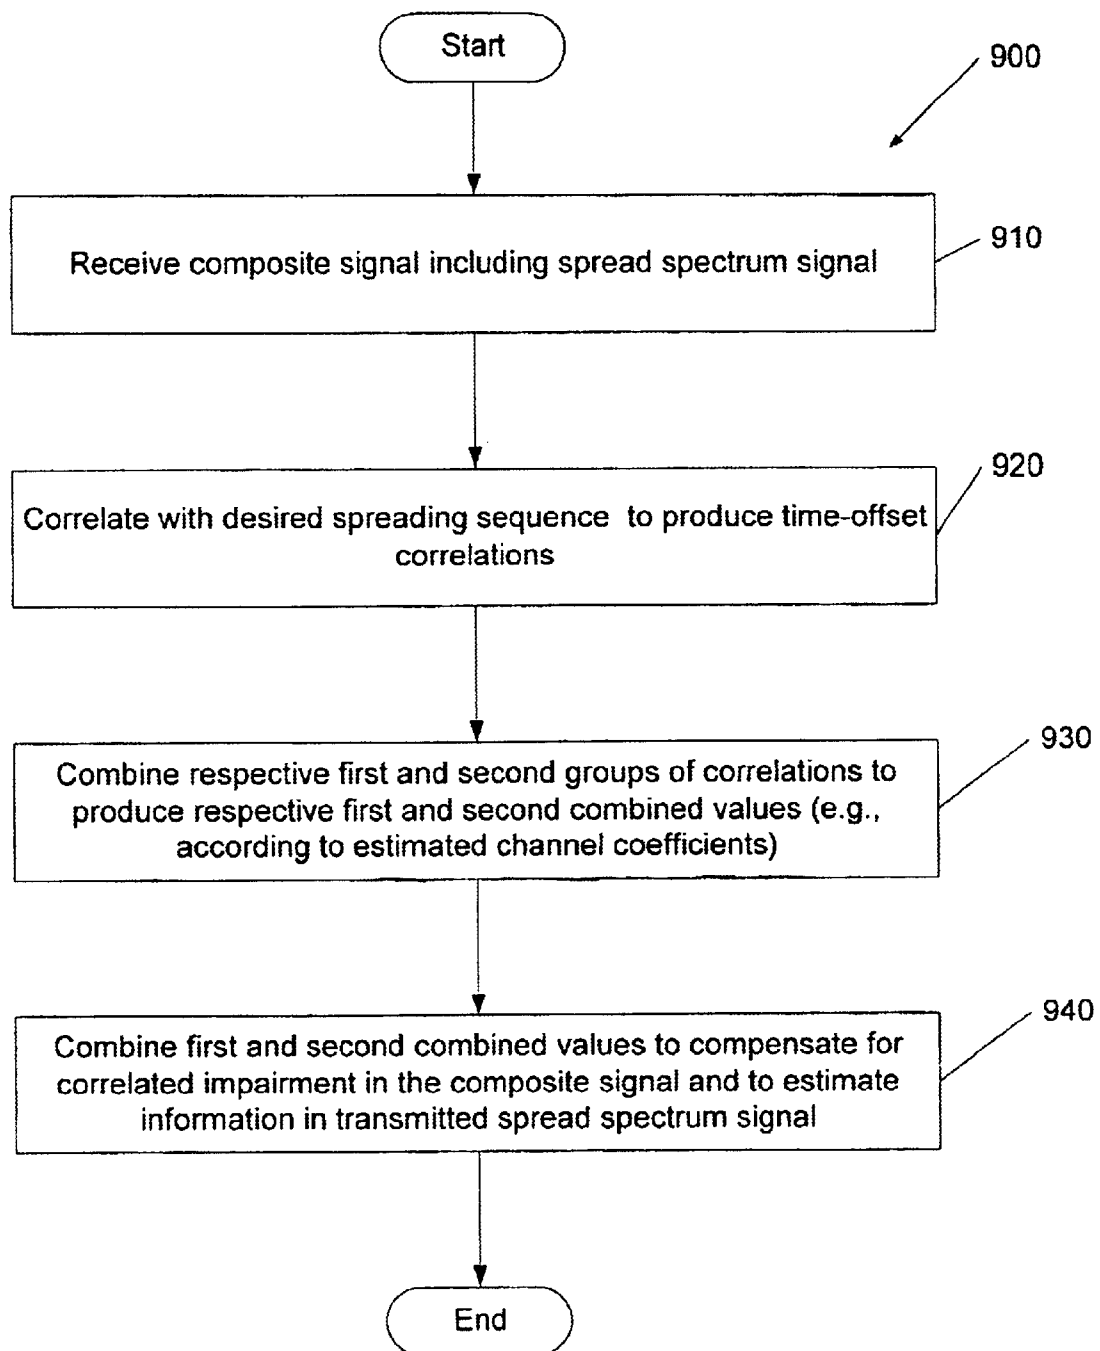 Start
900
Receive composite signal including spread spectrum signal
910
Correlate with desired spreading sequence to produce time-offset
correlations
920
Combine respective first and second groups of correlations to
produce respective first and second combined values (e.g.,
according to estimated channel coefficients)
930
Combine first and second combined values to compensate for
correlated impairment in the composite signal and to estimate
information in transmitted spread spectrum signal
940
End